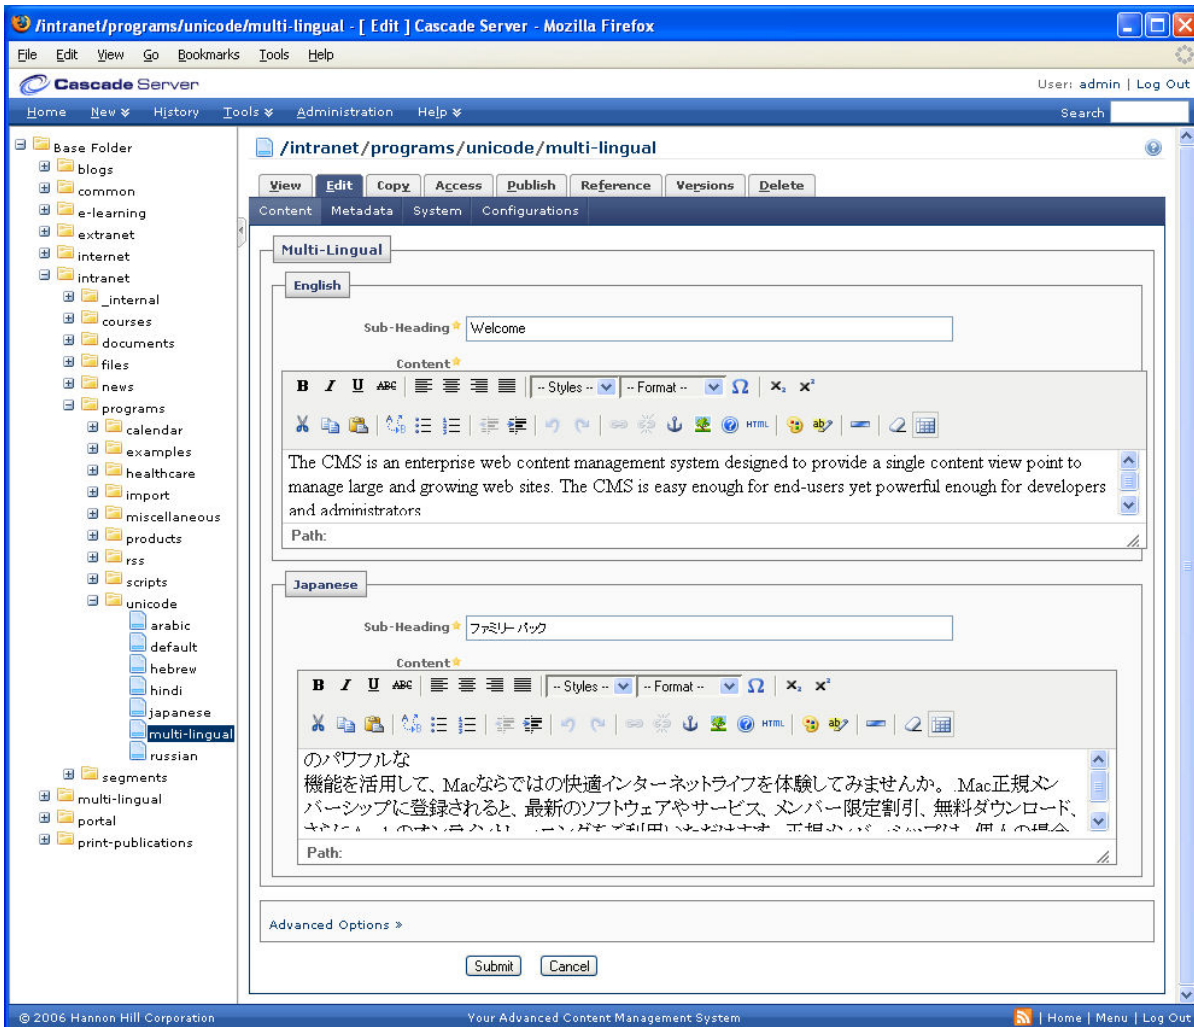 /intranet/programs/unicode/multi-lingual - [ Edit ] Cascade Server - Mozilla Firefox
File Edit View Go Bookmarks Tools Help
Cascade Server
User: admin | Log Out
Home New History Tools Administration Help
Search
Base Folder
blogs
common
e-learning
extranet
internet
intranet
_internal
courses
documents
files
news
programs
calendar
examples
healthcare
import
miscellaneous
products
rss
scripts
unicode
arabic
default
hebrew
hindi
japanese
multi-lingual
russian
segments
multi-lingual
portal
print-publications
/intranet/programs/unicode/multi-lingual
View Edit Copy Access Publish Reference Versions Delete
Content Metadata System Configurations
Multi-Lingual
English
Sub-Heading
Welcome
Content
B I U ABC -- Styles -- -- Format -- Ω x₂ x²
HTML
The CMS is an enterprise web content management system designed to provide a single content view point to
manage large and growing web sites. The CMS is easy enough for end-users yet powerful enough for developers
and administrators
Path:
Japanese
Sub-Heading
ファミリー パック
Content
B I U ABC -- Styles -- -- Format -- Ω x₂ x²
HTML
のパワフルな
機能を活用して、Macならではの快適インターネットライフを体験してみませんか。.Mac正規メン
バーシップに登録されると、最新のソフトウェアやサービス、メンバー限定割引、無料ダウンロード、
Path:
Advanced Options »
Submit Cancel
© 2006 Hannon Hill Corporation
Your Advanced Content Management System
| Home | Menu | Log Out